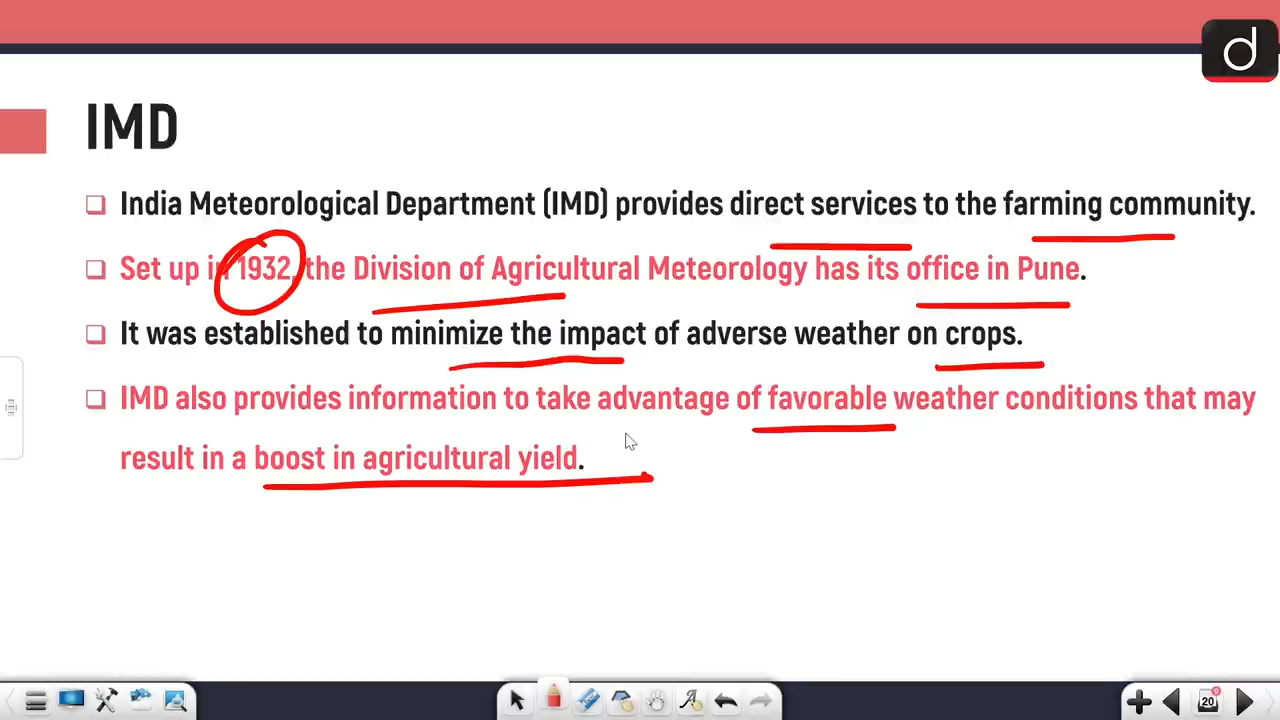 d
IMD
India Meteorological Department (IMD) provides direct services to the farming community.
Set up in 1932, the Division of Agricultural Meteorology has its office in Pune.
It was established to minimize the impact of adverse weather on crops.
IMD also provides information to take advantage of favorable weather conditions that may
result in a boost in agricultural yield.
20